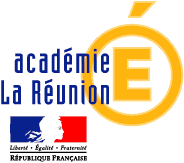 académie
La Réunion
É
Liberté • Égalité • Fraternité
RÉPUBLIQUE FRANÇAISE